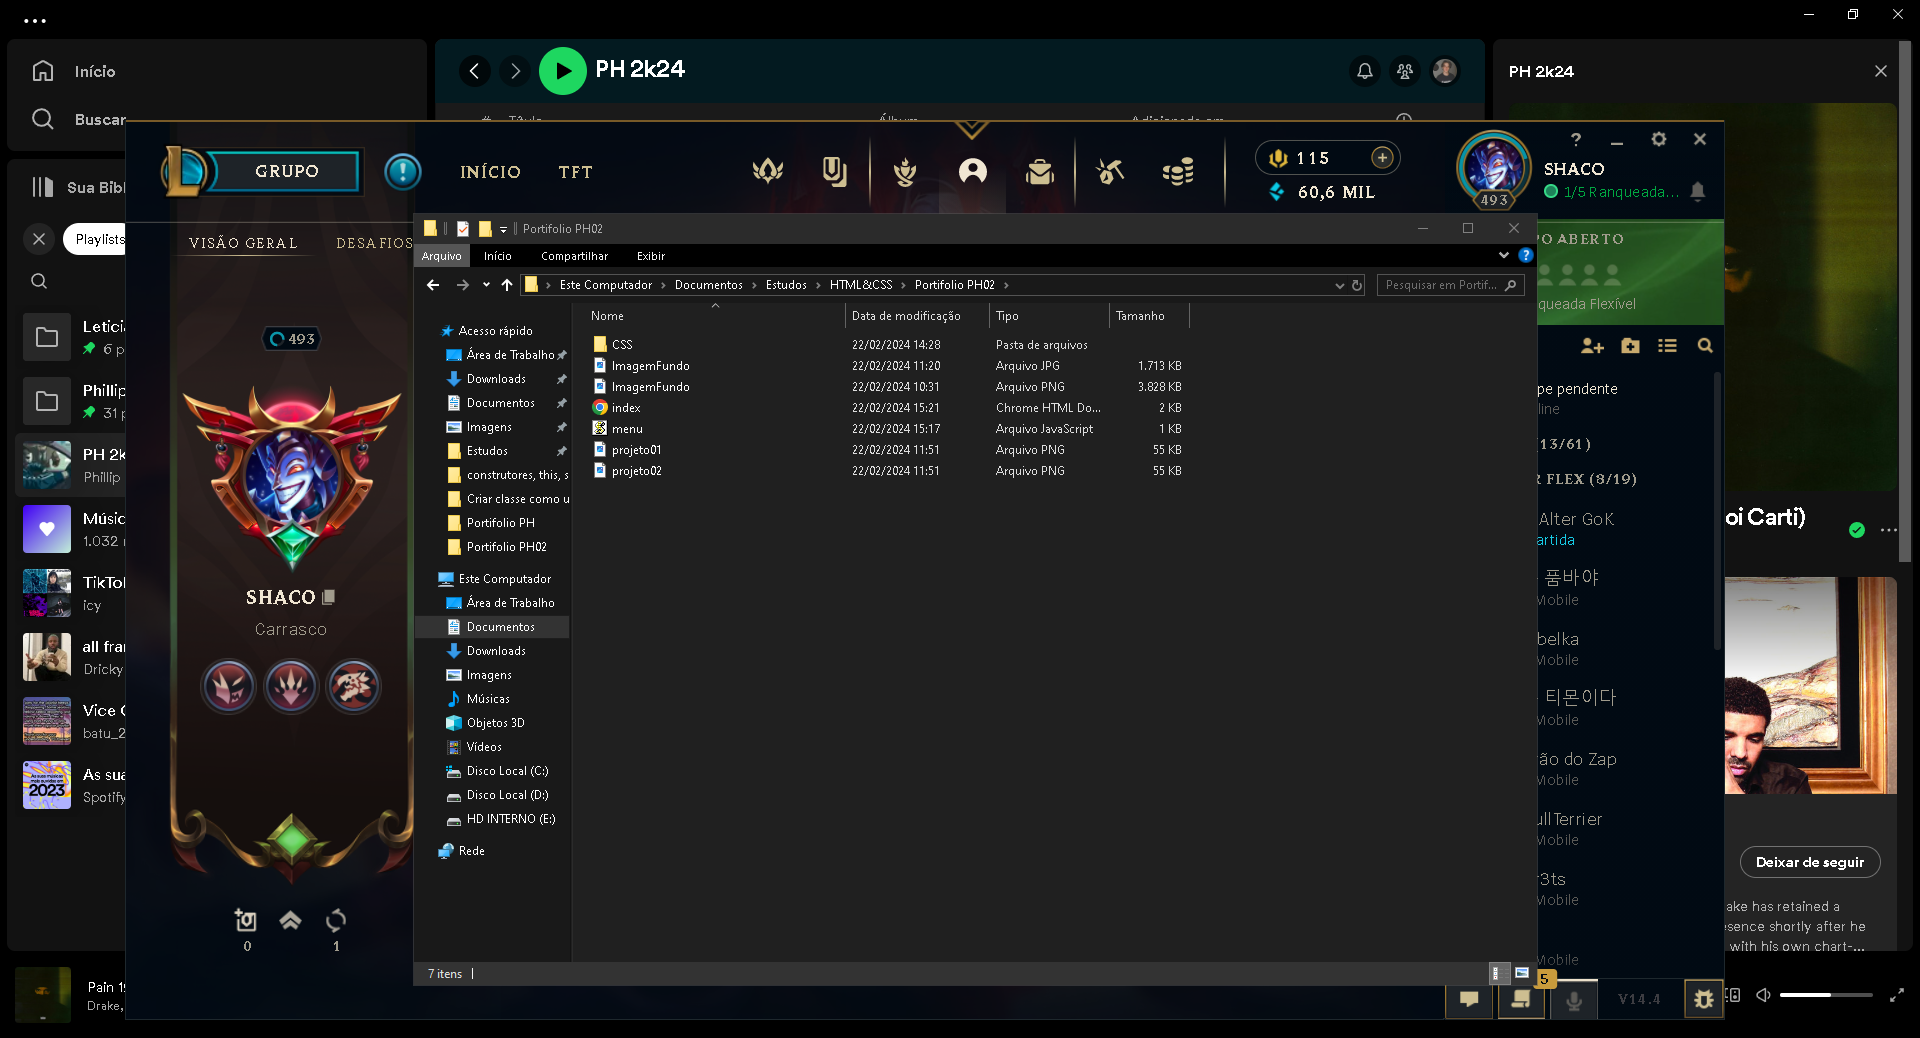 Início
Buscar
Sua Bibl
Playlists
Letici
6 p
Phillip
31 p
PH 2k
Phillip
Músic
1.032
TikTol
icy
all fra
Dricky
Vice
batu_2
2023
As sua
Spotify
Pain 1
Drake,
PH 2k24
#
Título
Álbum
Adicionado em
PH 2k24
oi Carti)
Deixar de seguir
ake has retained a
esence shortly after he
with his own chart-...
GRUPO
INÍCIO
TFT
115
60,6 MIL
493
SHACO
1/5 Ranqueada...
VISÃO GERAL
DESAFIOS
493
SHACO
Carrasco
0
1
O ABERTO
queada Flexível
pe pendente
line
(13/61)
R FLEX (8/19)
Alter GoK
artida
품바야
Mobile
belka
Mobile
티몬이다
Mobile
ão do Zap
Mobile
ullTerrier
Mobile
r3ts
Mobile
Mobile
5
V14.4
Portifolio PH02
Arquivo
Início
Compartilhar
Exibir
Este Computador > Documentos > Estudos > HTML&CSS > Portifolio PH02 >
Pesquisar em Portif...
Acesso rápido
Área de Trabalho
Downloads
Documentos
Imagens
Estudos
construtores, this, s
Criar classe como u
Portifolio PH
Portifolio PH02
Este Computador
Área de Trabalho
Documentos
Downloads
Imagens
Músicas
Objetos 3D
Vídeos
Disco Local (C:)
Disco Local (D:)
HD INTERNO (E:)
Rede
Nome Data de modificação Tipo Tamanho
CSS 22/02/2024 14:28 Pasta de arquivos
ImagemFundo 22/02/2024 11:20 Arquivo JPG 1.713 KB
ImagemFundo 22/02/2024 10:31 Arquivo PNG 3.828 KB
index 22/02/2024 15:21 Chrome HTML Do... 2 KB
menu 22/02/2024 15:17 Arquivo JavaScript 1 KB
projeto01 22/02/2024 11:51 Arquivo PNG 55 KB
projeto02 22/02/2024 11:51 Arquivo PNG 55 KB
7 itens